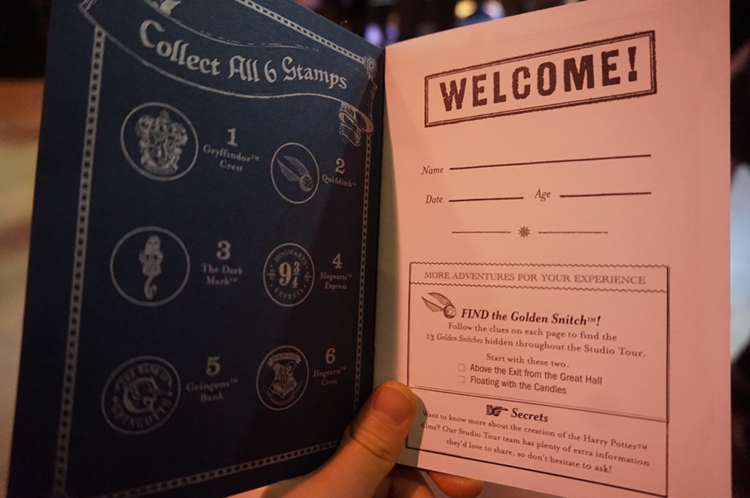 Collect All 6 Stamps
1
Gryffindor™
Crest
2
Quidditch™
3
The Dark
Mark™
HOGWARTS
9¾
EXPRESS
4
Hogwarts™
Express
GRINGOTTS
5
Gringotts™
Bank
6
Hogwarts™
Crest
WELCOME!
Name
Date
Age
MORE ADVENTURES FOR YOUR EXPERIENCE
FIND the Golden Snitch™!
Follow the clues on each page to find the
13 Golden Snitches hidden throughout the Studio Tour.
Start with these two.
Above the Exit from the Great Hall
Floating with the Candles
Secrets
Want to know more about the creation of the Harry Potter™
films? Our Studio Tour team has plenty of extra information
they'd love to share, so don't hesitate to ask!